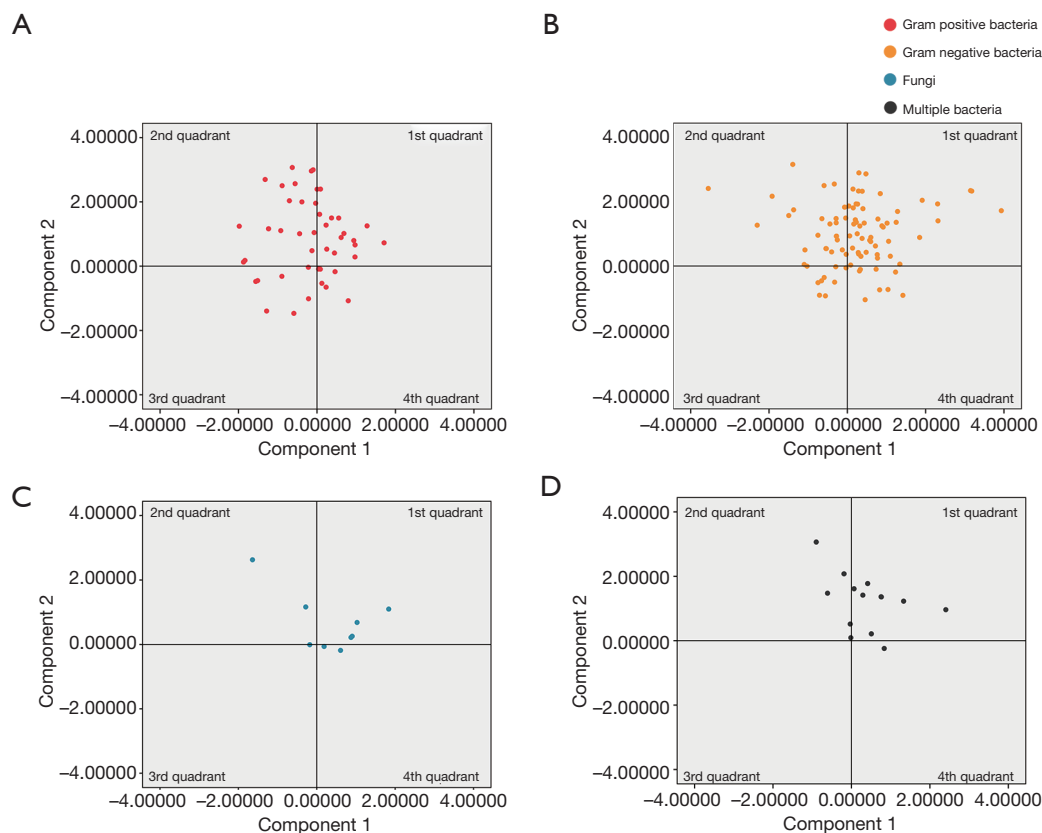 A
B
Gram positive bacteria
Gram negative bacteria
Fungi
Multiple bacteria
4.00000
2.00000
0.00000
−2.00000
−4.00000
Component 2
2nd quadrant
1st quadrant
3rd quadrant
4th quadrant
−4.00000 −2.00000 0.00000 2.00000 4.00000
Component 1
4.00000
2.00000
0.00000
−2.00000
−4.00000
Component 2
2nd quadrant
1st quadrant
3rd quadrant
4th quadrant
−4.00000 −2.00000 0.00000 2.00000 4.00000
Component 1
C
4.00000
2.00000
0.00000
−2.00000
−4.00000
Component 2
2nd quadrant
1st quadrant
3rd quadrant
4th quadrant
−4.00000 −2.00000 0.00000 2.00000 4.00000
Component 1
D
4.00000
2.00000
0.00000
−2.00000
−4.00000
Component 2
2nd quadrant
1st quadrant
3rd quadrant
4th quadrant
−4.00000 −2.00000 0.00000 2.00000 4.00000
Component 1